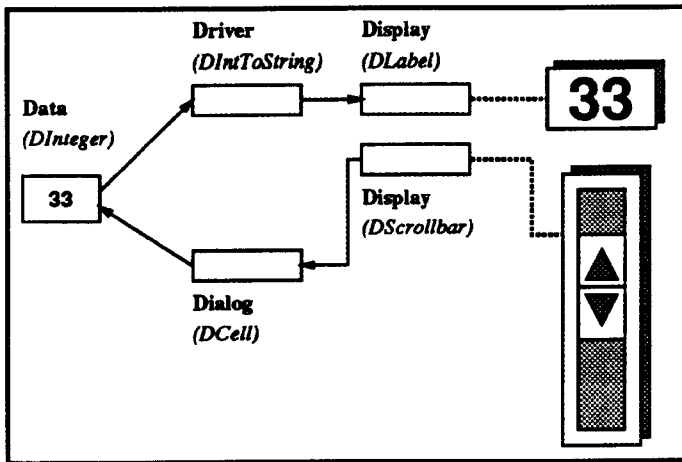 Driver
(DIntToString)
Display
(DLabel)
33
Data
(DInteger)
33
Display
(DScrollbar)
Dialog
(DCell)